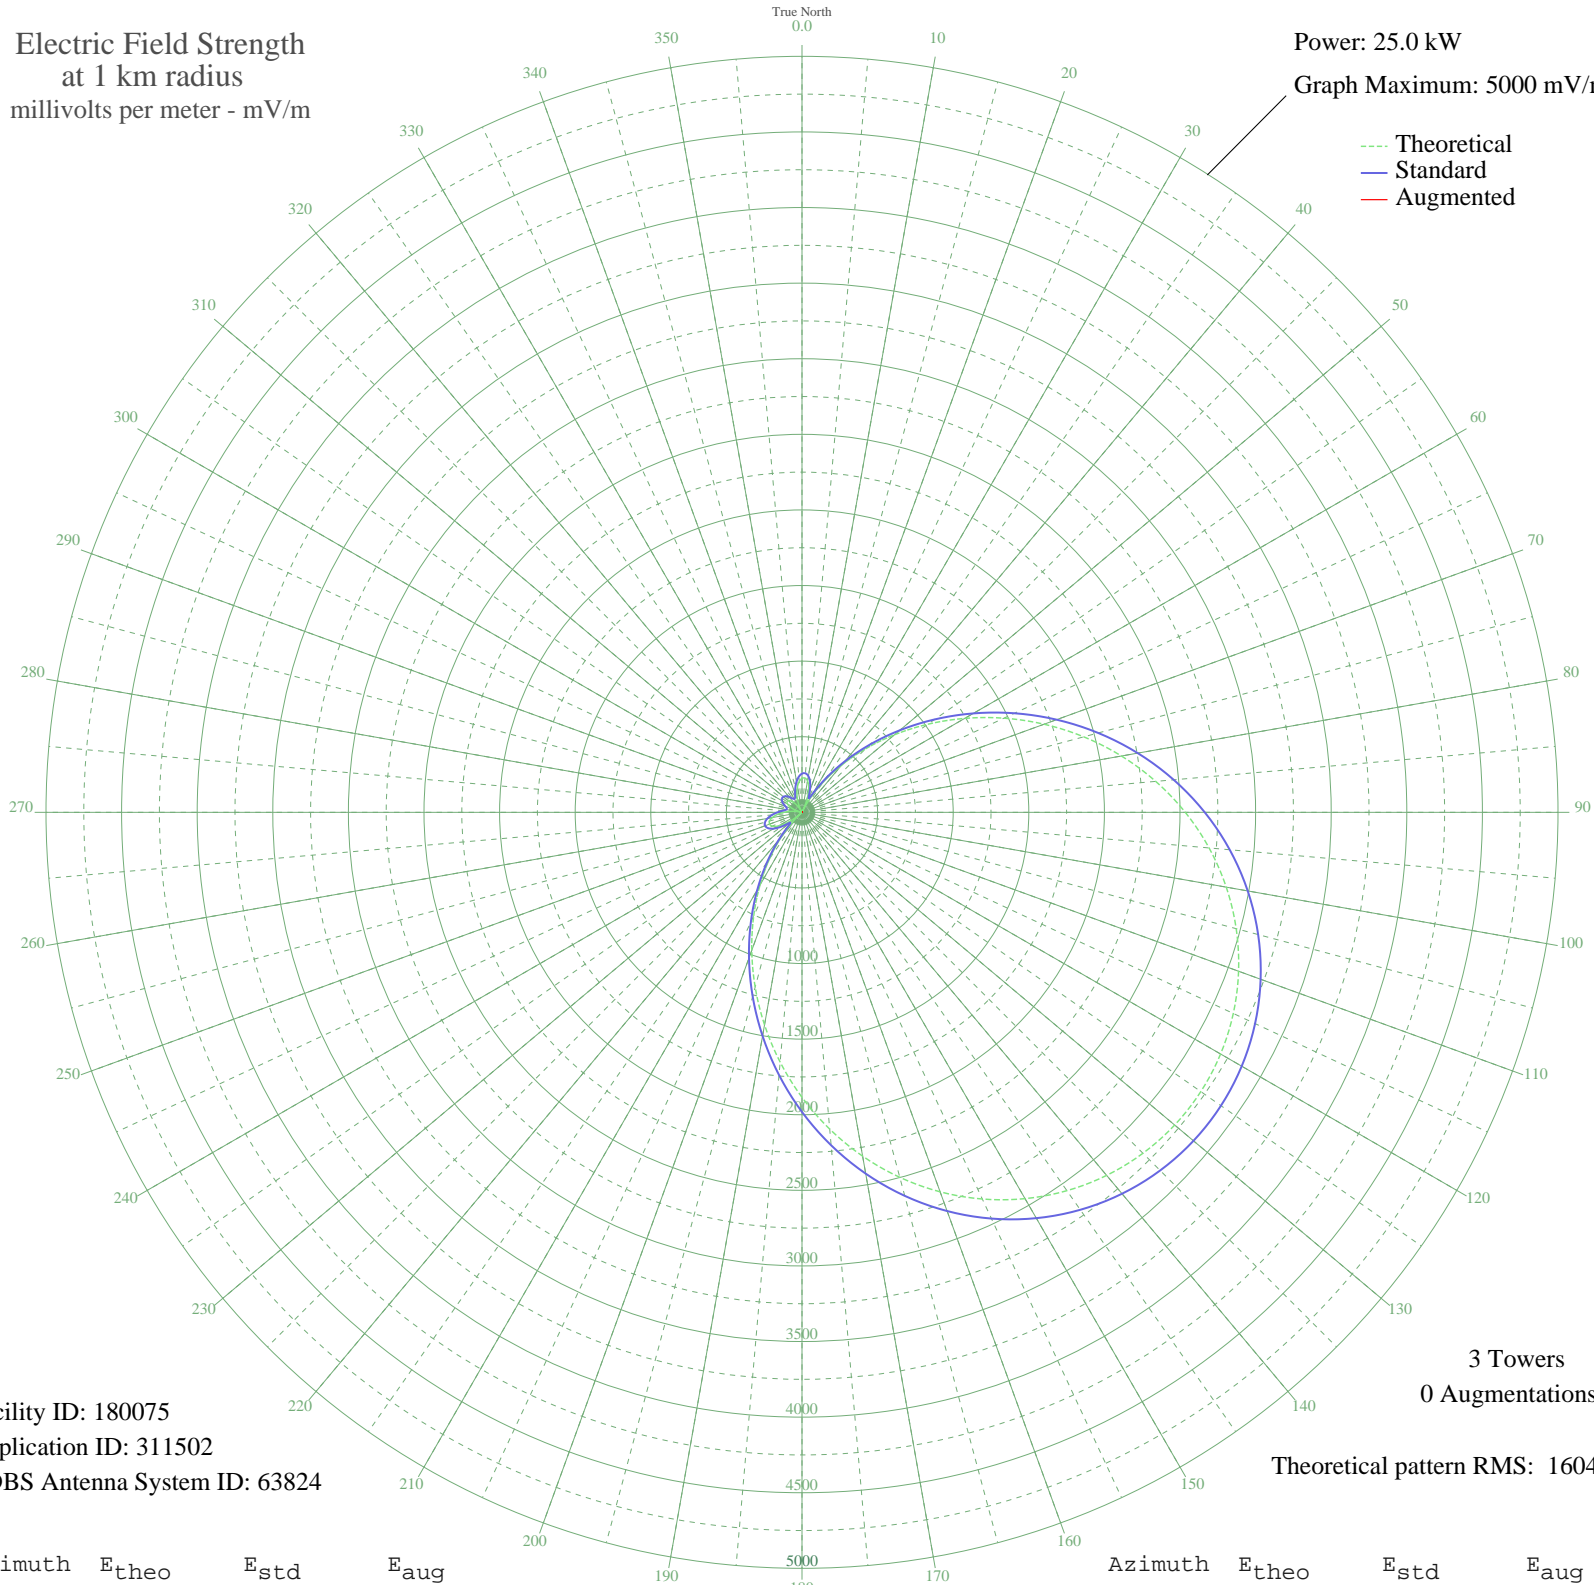 True North
0.0
Electric Field Strength
at 1 km radius
millivolts per meter - mV/m
Power: 25.0 kW
Graph Maximum: 5000 mV/
Theoretical
Standard
Augmented
350
10
340
20
330
30
320
40
310
50
300
60
290
70
280
80
270
90
260
100
250
110
240
120
230
130
220
140
210
150
200
160
190
170
1000
1500
2000
2500
3000
3500
4000
4500
5000
3 Towers
0 Augmentations
cility ID: 180075
plication ID: 311502
DBS Antenna System ID: 63824
Theoretical pattern RMS: 1604
imuth Etheo Estd Eaug
Azimuth Etheo Estd Eaug